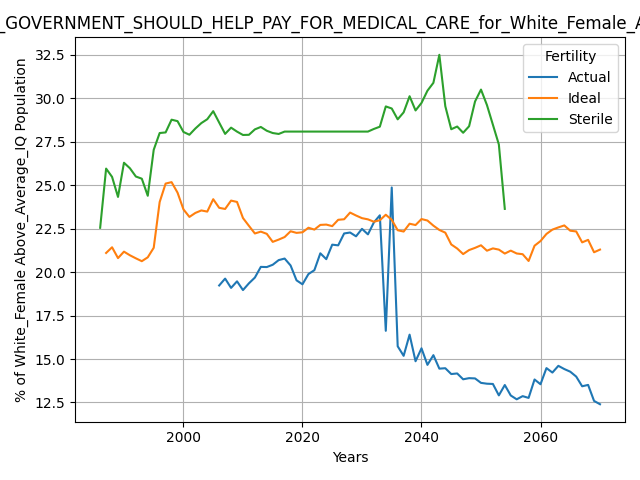 _GOVERNMENT_SHOULD_HELP_PAY_FOR_MEDICAL_CARE_for_White_Female_A
% of White_Female Above_Average_IQ Population
32.5
30.0
27.5
25.0
22.5
20.0
17.5
15.0
12.5
Fertility
Actual
Ideal
Sterile
2000
2020
2040
2060
Years